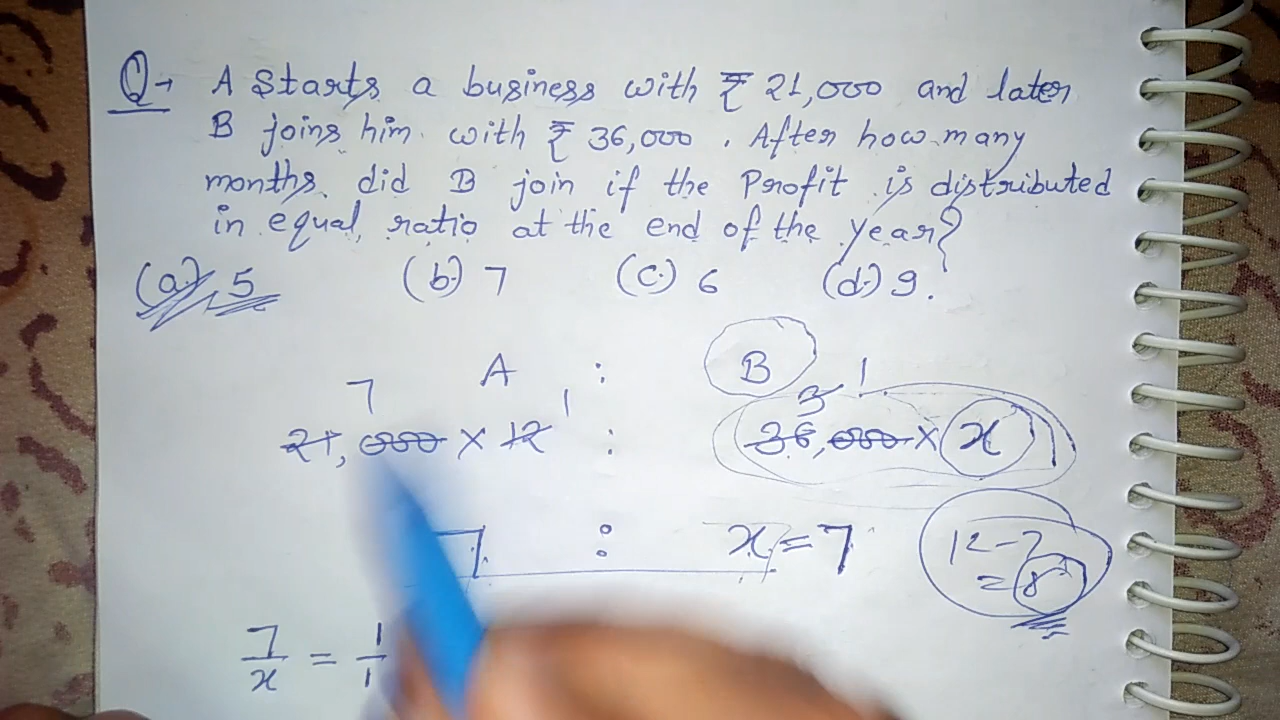 Q→ A starts a business with ₹ 21,000 and later
B joins him with ₹ 36,000. After how many
months did B join if the Profit is distributed
in equal ratio at the end of the year?
(a) 5 (b) 7 (c) 6 (d) 9.
A : B
7 1 3 1
21,000 x 12 : 36,000 x x
7 : x = 7
12-7
=
7/x = 1/1